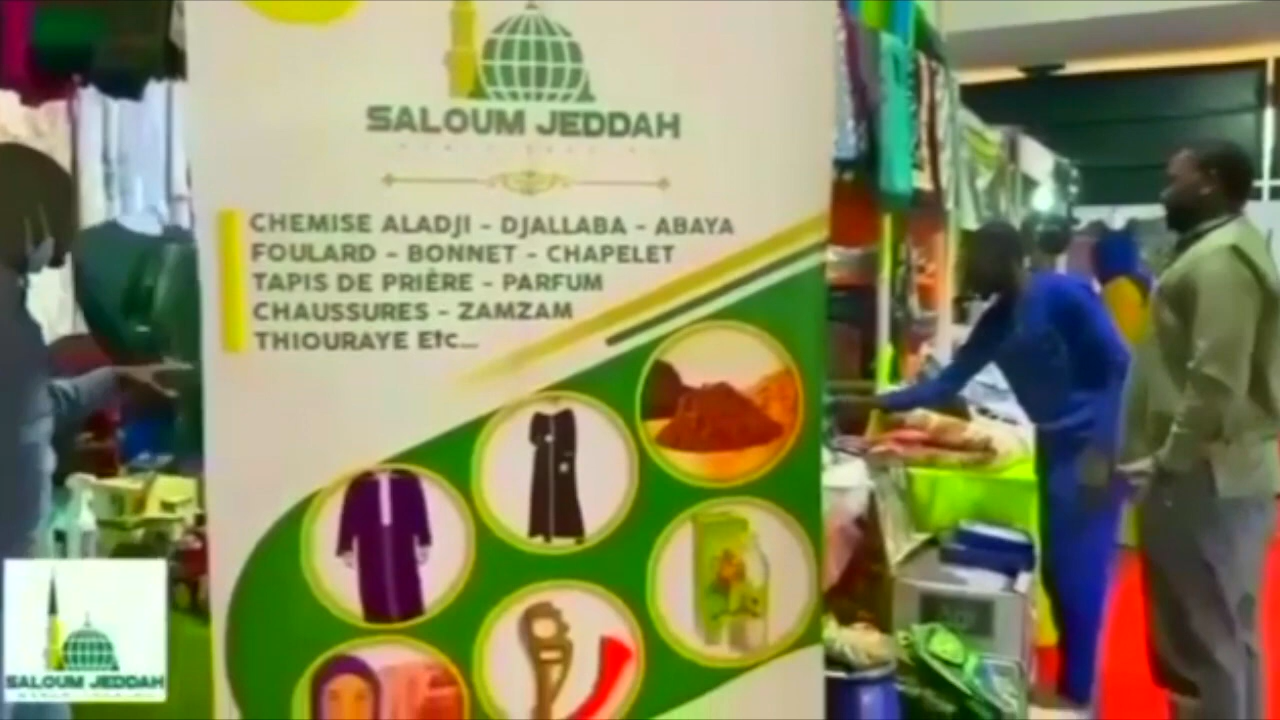 SALOUM JEDDAH
CHEMISE ALADJI - DJALLABA - ABAYA
FOULARD - BONNET - CHAPELET
TAPIS DE PRIÈRE - PARFUM
CHAUSSURES - ZAMZAM
THIOURAYE Etc...
SALOUM JEDDAH